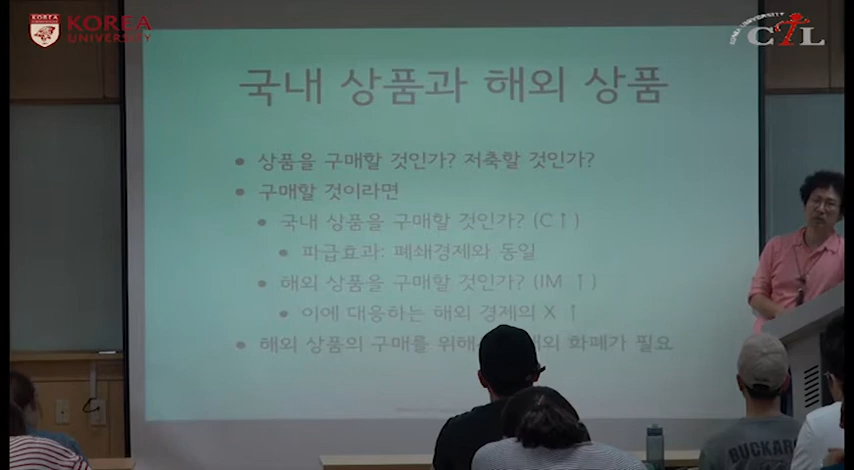 KOREA
UNIVERSITY
KOREA UNIVERSITY
CTL
국내 상품과 해외 상품
• 상품을 구매할 것인가? 저축할 것인가?
• 구매할 것이라면
• 국내 상품을 구매할 것인가? (C↑)
• 파급효과: 폐쇄경제와 동일
• 해외 상품을 구매할 것인가? (IM ↑)
• 이에 대응하는 해외 경제의 X ↑
• 해외 상품의 구매를 위해 해외 화폐가 필요
BUCKAR